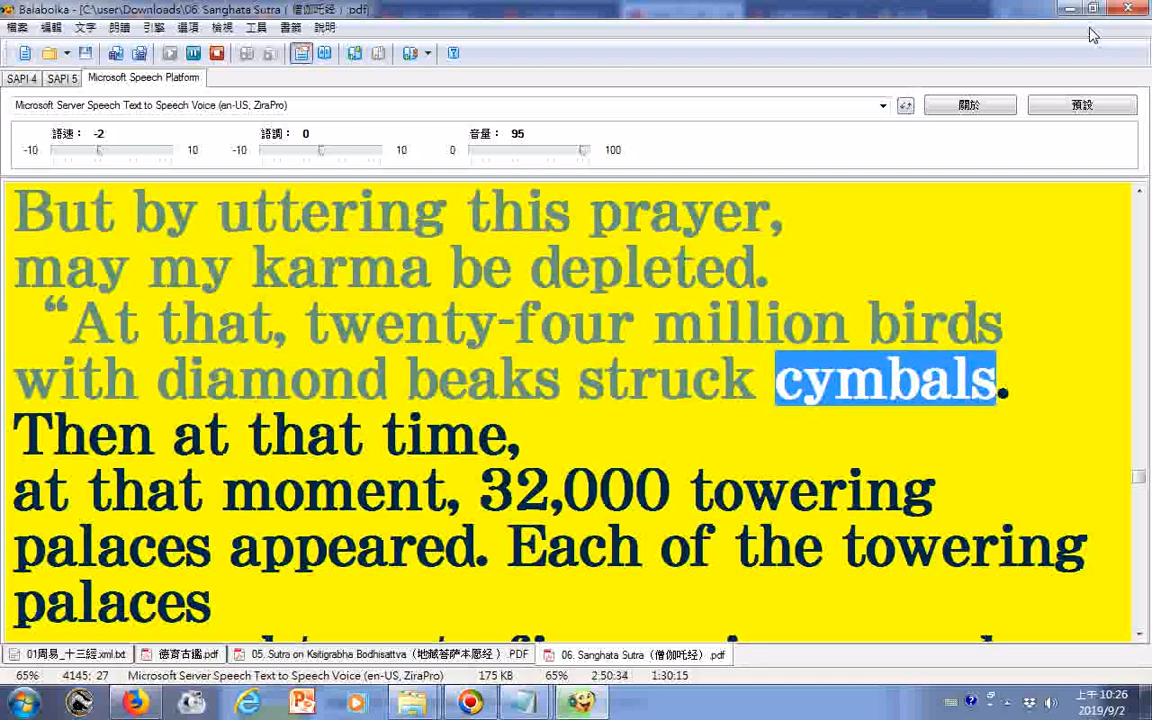 Balabolka - [C:\user\Downloads\06. Sanghata Sutra（僧伽吒经）.pdf]
檔案 編輯 文字 朗讀 引擎 選項 檢視 工具 書籤 說明
SAPI 4 SAPI 5 Microsoft Speech Platform
Microsoft Server Speech Text to Speech Voice (en-US, ZiraPro) 關於 預設
語速： -2 語調： 0 音量： 95
-10 10 -10 10 0 100
But by uttering this prayer,
may my karma be depleted.
“At that, twenty-four million birds
with diamond beaks struck cymbals.
Then at that time,
at that moment, 32,000 towering
palaces appeared. Each of the towering
palaces
01周易_十三經.xml.txt 德育古鑑.pdf 05. Sutra on Ksitigrabha Bodhisattva（地藏菩萨本愿经）.PDF 06. Sanghata Sutra（僧伽吒经）.pdf
65% 4145: 27 Microsoft Server Speech Text to Speech Voice (en-US, ZiraPro) 175 KB 65% 2:50:34 1:30:15
上午 10:26
2019/9/2